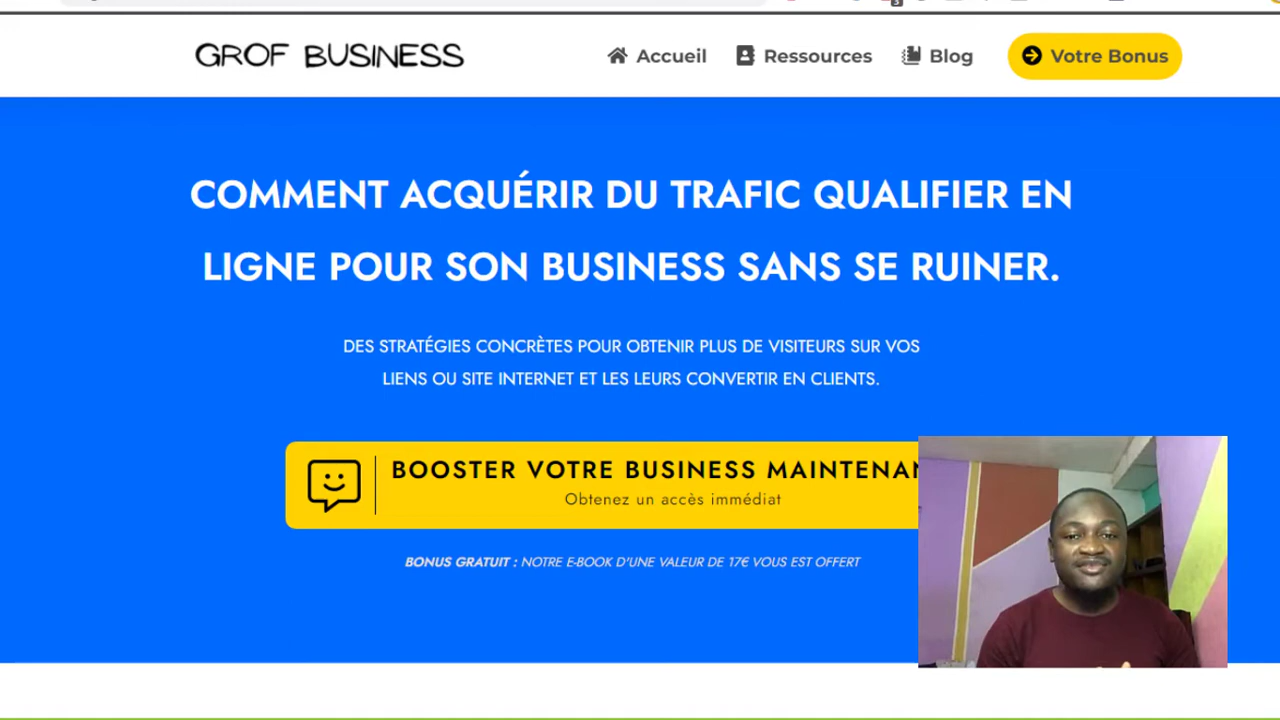 GROF BUSINESS
Accueil
Ressources
Blog
Votre Bonus
COMMENT ACQUÉRIR DU TRAFIC QUALIFIER EN
LIGNE POUR SON BUSINESS SANS SE RUINER.
DES STRATÉGIES CONCRÈTES POUR OBTENIR PLUS DE VISITEURS SUR VOS
LIENS OU SITE INTERNET ET LES LEURS CONVERTIR EN CLIENTS.
BOOSTER VOTRE BUSINESS MAINTENAN
Obtenez un accès immédiat
BONUS GRATUIT : NOTRE E-BOOK D'UNE VALEUR DE 17€ VOUS EST OFFERT